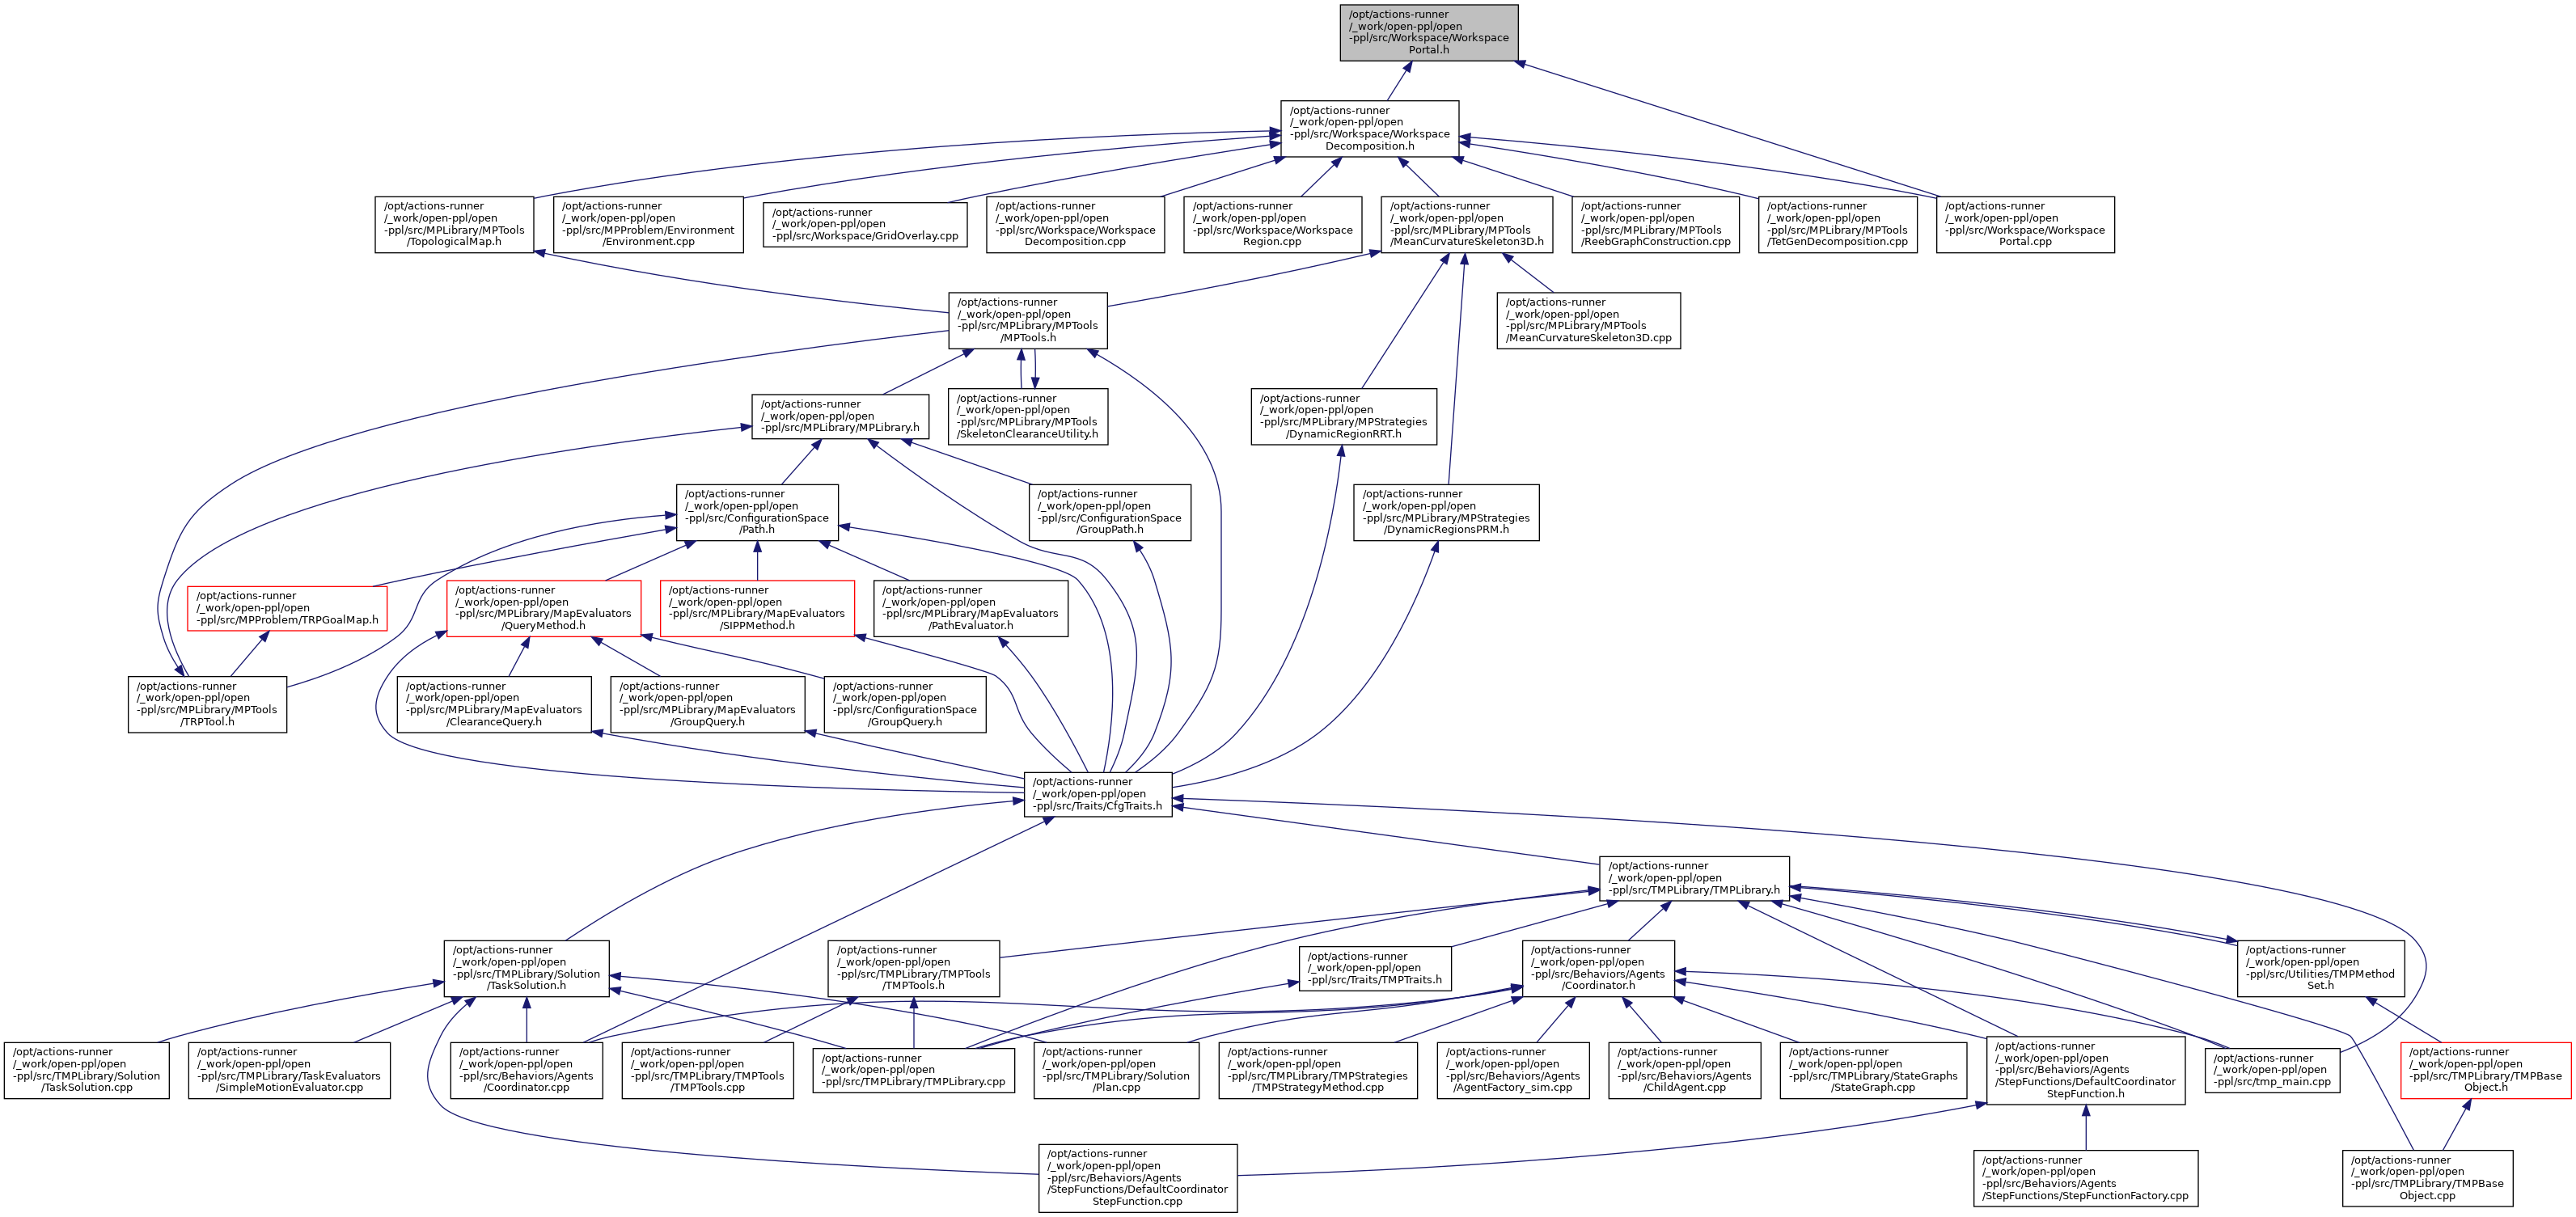 /opt/actions-runner
/_work/open-ppl/open
-ppl/src/Workspace/Workspace
Portal.h
/opt/actions-runner
/_work/open-ppl/open
-ppl/src/Workspace/Workspace
Decomposition.h
/opt/actions-runner
/_work/open-ppl/open
-ppl/src/MPLibrary/MPTools
/TopologicalMap.h
/opt/actions-runner
/_work/open-ppl/open
-ppl/src/MPProblem/Environment
/Environment.cpp
/opt/actions-runner
/_work/open-ppl/open
-ppl/src/Workspace/GridOverlay.cpp
/opt/actions-runner
/_work/open-ppl/open
-ppl/src/Workspace/Workspace
Decomposition.cpp
/opt/actions-runner
/_work/open-ppl/open
-ppl/src/Workspace/Workspace
Region.cpp
/opt/actions-runner
/_work/open-ppl/open
-ppl/src/MPLibrary/MPTools
/MeanCurvatureSkeleton3D.h
/opt/actions-runner
/_work/open-ppl/open
-ppl/src/MPLibrary/MPTools
/ReebGraphConstruction.cpp
/opt/actions-runner
/_work/open-ppl/open
-ppl/src/MPLibrary/MPTools
/TetGenDecomposition.cpp
/opt/actions-runner
/_work/open-ppl/open
-ppl/src/Workspace/Workspace
Portal.cpp
/opt/actions-runner
/_work/open-ppl/open
-ppl/src/MPLibrary/MPTools
/MPTools.h
/opt/actions-runner
/_work/open-ppl/open
-ppl/src/MPLibrary/MPTools
/MeanCurvatureSkeleton3D.cpp
/opt/actions-runner
/_work/open-ppl/open
-ppl/src/MPLibrary/MPLibrary.h
/opt/actions-runner
/_work/open-ppl/open
-ppl/src/MPLibrary/MPTools
/SkeletonClearanceUtility.h
/opt/actions-runner
/_work/open-ppl/open
-ppl/src/MPLibrary/MPStrategies
/DynamicRegionRRT.h
/opt/actions-runner
/_work/open-ppl/open
-ppl/src/ConfigurationSpace
/Path.h
/opt/actions-runner
/_work/open-ppl/open
-ppl/src/ConfigurationSpace
/GroupPath.h
/opt/actions-runner
/_work/open-ppl/open
-ppl/src/MPLibrary/MPStrategies
/DynamicRegionsPRM.h
/opt/actions-runner
/_work/open-ppl/open
-ppl/src/MPProblem/TRPGoalMap.h
/opt/actions-runner
/_work/open-ppl/open
-ppl/src/MPLibrary/MapEvaluators
/QueryMethod.h
/opt/actions-runner
/_work/open-ppl/open
-ppl/src/MPLibrary/MapEvaluators
/SIPPMethod.h
/opt/actions-runner
/_work/open-ppl/open
-ppl/src/MPLibrary/MapEvaluators
/PathEvaluator.h
/opt/actions-runner
/_work/open-ppl/open
-ppl/src/MPLibrary/MPTools
/TRPTool.h
/opt/actions-runner
/_work/open-ppl/open
-ppl/src/MPLibrary/MapEvaluators
/ClearanceQuery.h
/opt/actions-runner
/_work/open-ppl/open
-ppl/src/MPLibrary/MapEvaluators
/GroupQuery.h
/opt/actions-runner
/_work/open-ppl/open
-ppl/src/ConfigurationSpace
/GroupQuery.h
/opt/actions-runner
/_work/open-ppl/open
-ppl/src/Traits/CfgTraits.h
/opt/actions-runner
/_work/open-ppl/open
-ppl/src/TMPLibrary/TMPLibrary.h
/opt/actions-runner
/_work/open-ppl/open
-ppl/src/TMPLibrary/Solution
/TaskSolution.h
/opt/actions-runner
/_work/open-ppl/open
-ppl/src/TMPLibrary/TMPTools
/TMPTools.h
/opt/actions-runner
/_work/open-ppl/open
-ppl/src/Traits/TMPTraits.h
/opt/actions-runner
/_work/open-ppl/open
-ppl/src/Behaviors/Agents
/Coordinator.h
/opt/actions-runner
/_work/open-ppl/open
-ppl/src/Utilities/TMPMethod
Set.h
/opt/actions-runner
/_work/open-ppl/open
-ppl/src/TMPLibrary/Solution
/TaskSolution.cpp
/opt/actions-runner
/_work/open-ppl/open
-ppl/src/TMPLibrary/TaskEvaluators
/SimpleMotionEvaluator.cpp
/opt/actions-runner
/_work/open-ppl/open
-ppl/src/Behaviors/Agents
/Coordinator.cpp
/opt/actions-runner
/_work/open-ppl/open
-ppl/src/TMPLibrary/TMPTools
/TMPTools.cpp
/opt/actions-runner
/_work/open-ppl/open
-ppl/src/TMPLibrary/TMPLibrary.cpp
/opt/actions-runner
/_work/open-ppl/open
-ppl/src/TMPLibrary/Solution
/Plan.cpp
/opt/actions-runner
/_work/open-ppl/open
-ppl/src/TMPLibrary/TMPStrategies
/TMPStrategyMethod.cpp
/opt/actions-runner
/_work/open-ppl/open
-ppl/src/Behaviors/Agents
/AgentFactory_sim.cpp
/opt/actions-runner
/_work/open-ppl/open
-ppl/src/Behaviors/Agents
/ChildAgent.cpp
/opt/actions-runner
/_work/open-ppl/open
-ppl/src/TMPLibrary/StateGraphs
/StateGraph.cpp
/opt/actions-runner
/_work/open-ppl/open
-ppl/src/Behaviors/Agents
/StepFunctions/DefaultCoordinator
StepFunction.h
/opt/actions-runner
/_work/open-ppl/open
-ppl/src/tmp_main.cpp
/opt/actions-runner
/_work/open-ppl/open
-ppl/src/TMPLibrary/TMPBase
Object.h
/opt/actions-runner
/_work/open-ppl/open
-ppl/src/Behaviors/Agents
/StepFunctions/DefaultCoordinator
StepFunction.cpp
/opt/actions-runner
/_work/open-ppl/open
-ppl/src/Behaviors/Agents
/StepFunctions/StepFunctionFactory.cpp
/opt/actions-runner
/_work/open-ppl/open
-ppl/src/TMPLibrary/TMPBase
Object.cpp